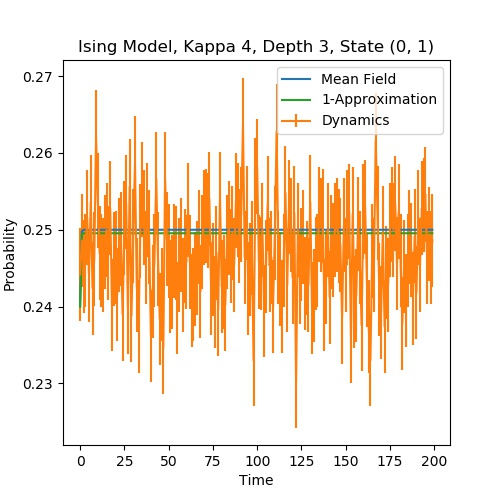 Ising Model, Kappa 4, Depth 3, State (0, 1)
Mean Field
1-Approximation
Dynamics
Probability
0.27
0.26
0.25
0.24
0.23
0 25 50 75 100 125 150 175 200
Time